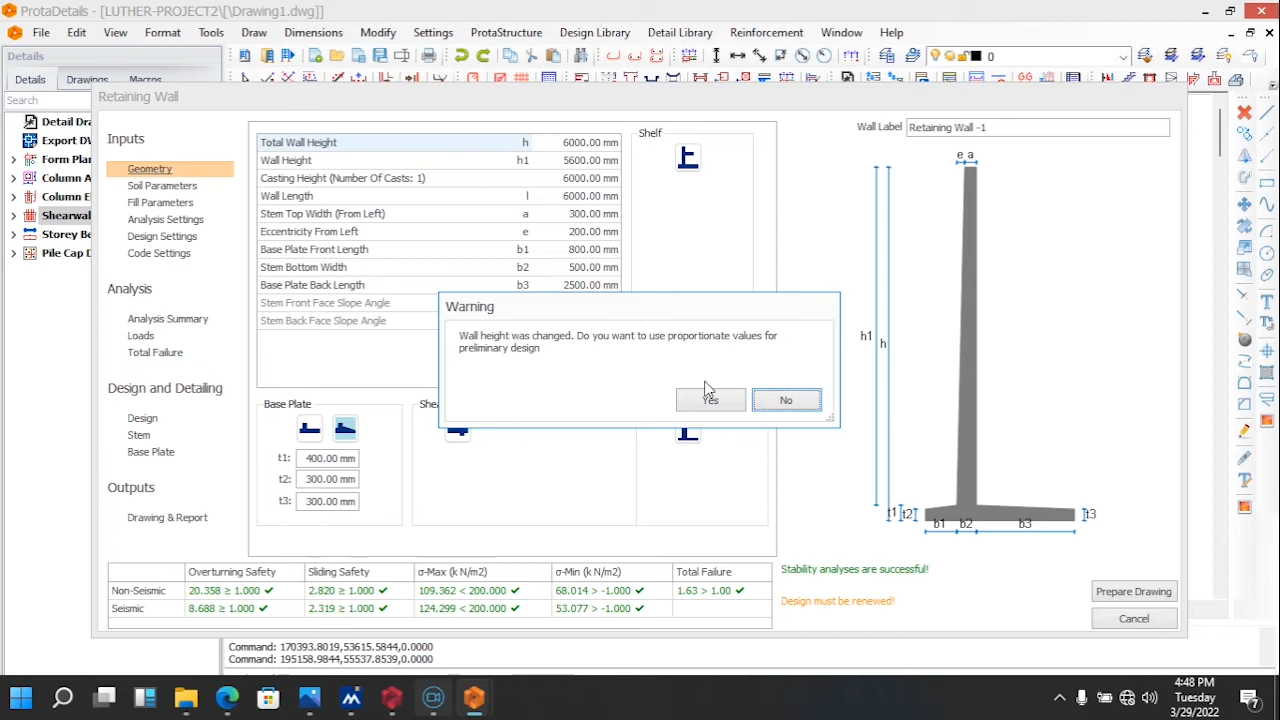 ProtaDetails - [LUTHER-PROJECT2\[\Drawing1.dwg]]
File Edit View Format Tools Draw Dimensions Modify Settings ProtaStructure Design Library Detail Library Reinforcement Window Help
Details
0
Details Drawings Macros
Search
Detail Dra
Export DW
Form Plan
Column A
Column E
Shearwal
Storey Be
Pile Cap D
Retaining Wall
Inputs
Geometry
Soil Parameters
Fill Parameters
Analysis Settings
Design Settings
Code Settings
Analysis
Analysis Summary
Loads
Total Failure
Design and Detailing
Design
Stem
Base Plate
Outputs
Drawing & Report
Total Wall Height h 6000.00 mm
Wall Height h1 5600.00 mm
Casting Height (Number Of Casts: 1) 6000.00 mm
Wall Length l 6000.00 mm
Stem Top Width (From Left) a 300.00 mm
Eccentricity From Left e 200.00 mm
Base Plate Front Length b1 800.00 mm
Stem Bottom Width b2 500.00 mm
Base Plate Back Length b3 2500.00 mm
Stem Front Face Slope Angle
Stem Back Face Slope Angle
Shelf
Warning
Wall height was changed. Do you want to use proportionate values for
preliminary design
Yes No
Base Plate
She
t1: 400.00 mm
t2: 300.00 mm
t3: 300.00 mm
Wall Label Retaining Wall -1
e a
h1 h
t1 t2 t3
b1 b2 b3
Overturning Safety Sliding Safety σ-Max (k N/m2) σ-Min (k N/m2) Total Failure
Non-Seismic 20.358 ≥ 1.000 ✔ 2.820 ≥ 1.000 ✔ 109.362 < 200.000 ✔ 68.014 > -1.000 ✔ 1.63 > 1.00 ✔
Seismic 8.688 ≥ 1.000 ✔ 2.319 ≥ 1.000 ✔ 124.299 < 200.000 ✔ 53.077 > -1.000 ✔
Stability analyses are successful!
Design must be renewed!
Prepare Drawing
Cancel
Command: 170393.8019,53615.5844,0.0000
Command: 195158.9844,55537.8539,0.0000
4:48 PM
Tuesday
3/29/2022
7